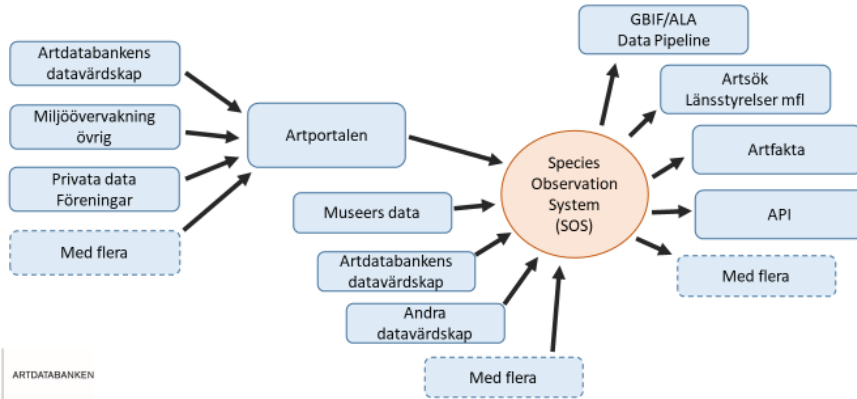 GBIF/ALA
Data Pipeline
Artdatabankens
datavärdskap
Artsök
Länsstyrelser mfl
Miljöövervakning
övrig
Artportalen
Artfakta
Species
Observation
System
(SOS)
Privata data
Föreningar
Museers data
API
Med flera
Artdatabankens
datavärdskap
Med flera
Andra
datavärdskap
Med flera
ARTDATABANKEN